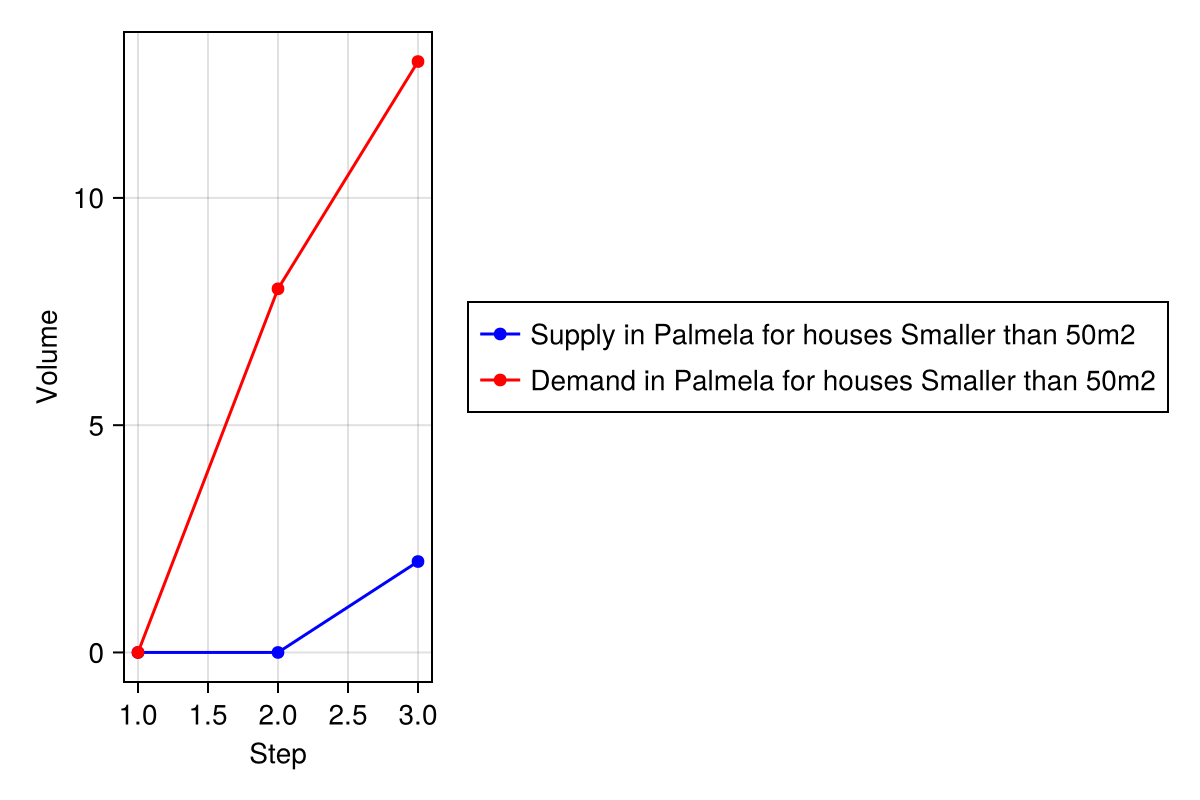 Volume
10
5
0
1.0 1.5 2.0 2.5 3.0
Step
Supply in Palmela for houses Smaller than 50m2
Demand in Palmela for houses Smaller than 50m2